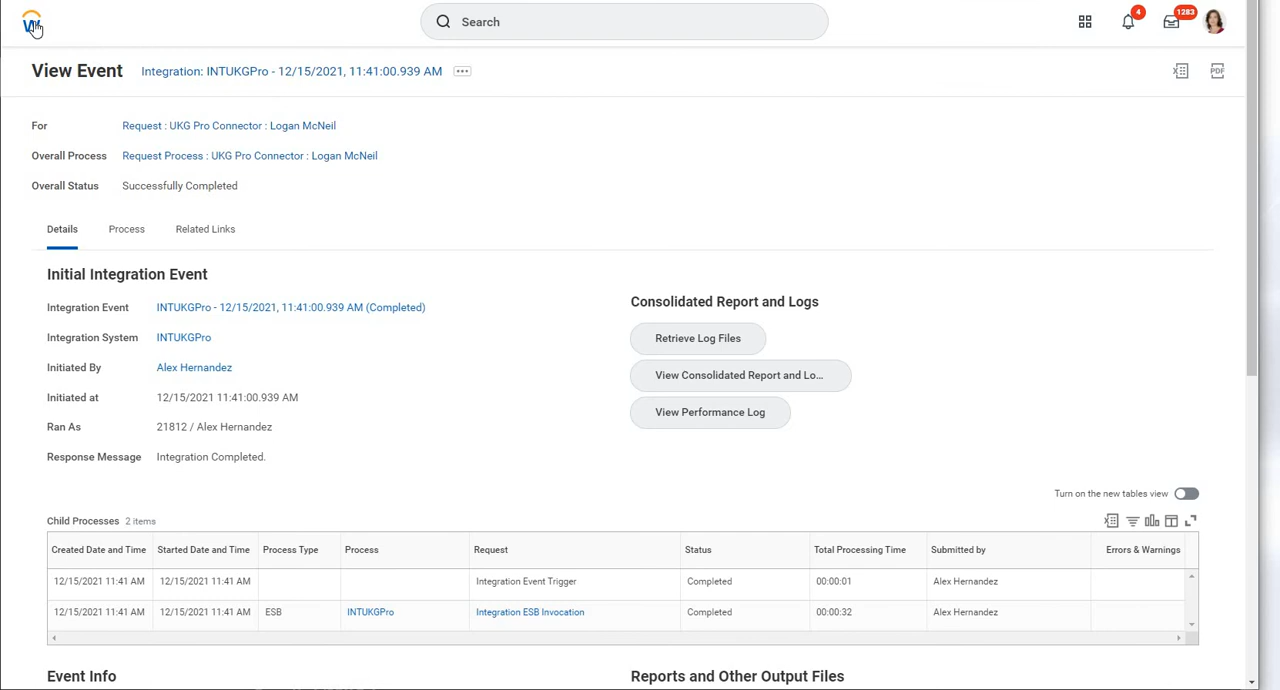 W
Search
4
1283
View Event
Integration: INTUKGPro - 12/15/2021, 11:41:00.939 AM
PDF
For
Request : UKG Pro Connector : Logan McNeil
Overall Process
Request Process : UKG Pro Connector : Logan McNeil
Overall Status
Successfully Completed
Details
Process
Related Links
Initial Integration Event
Integration Event
INTUKGPro - 12/15/2021, 11:41:00.939 AM (Completed)
Integration System
INTUKGPro
Initiated By
Alex Hernandez
Initiated at
12/15/2021 11:41:00.939 AM
Ran As
21812 / Alex Hernandez
Response Message
Integration Completed.
Consolidated Report and Logs
Retrieve Log Files
View Consolidated Report and Lo...
View Performance Log
Turn on the new tables view
Child Processes 2 items
Created Date and Time Started Date and Time Process Type Process Request Status Total Processing Time Submitted by Errors & Warnings
12/15/2021 11:41 AM 12/15/2021 11:41 AM Integration Event Trigger Completed 00:00:01 Alex Hernandez
12/15/2021 11:41 AM 12/15/2021 11:41 AM ESB INTUKGPro Integration ESB Invocation Completed 00:00:32 Alex Hernandez
Event Info
Reports and Other Output Files